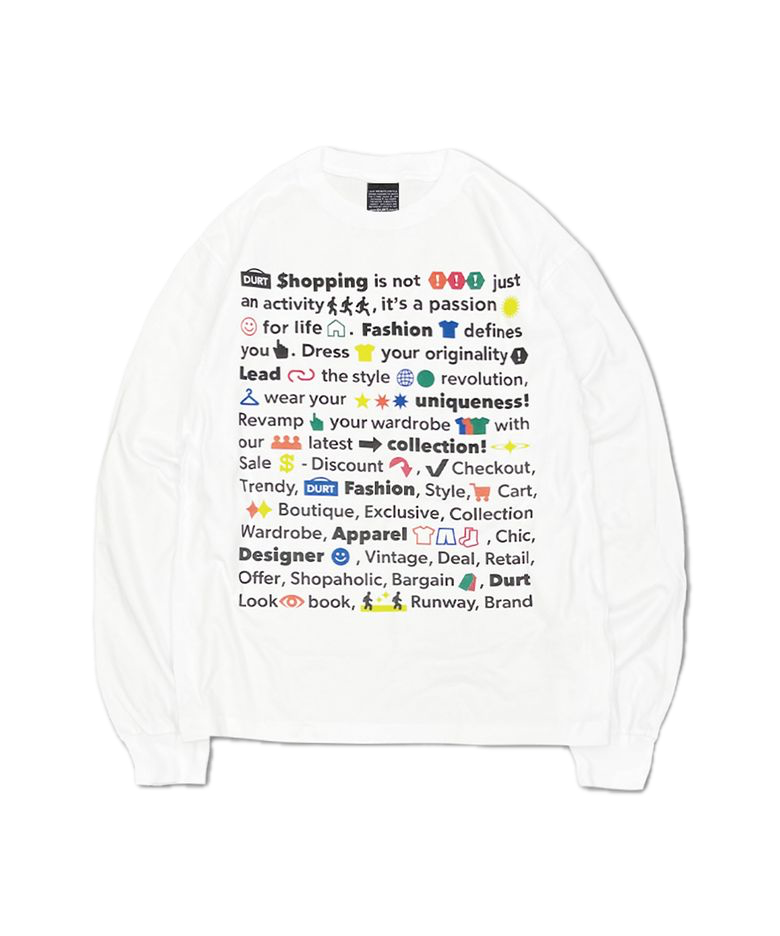 DURT $hopping is not ! ! ! just
an activity, it's a passion
for life. Fashion defines
you. Dress your originality !
Lead the style revolution,
wear your uniqueness!
Revamp your wardrobe with
our latest collection!
Sale $ - Discount, Checkout,
Trendy, DURT Fashion, Style, Cart,
Boutique, Exclusive, Collection
Wardrobe, Apparel , Chic,
Designer , Vintage, Deal, Retail,
Offer, Shopaholic, Bargain , Durt
Look book, Runway, Brand